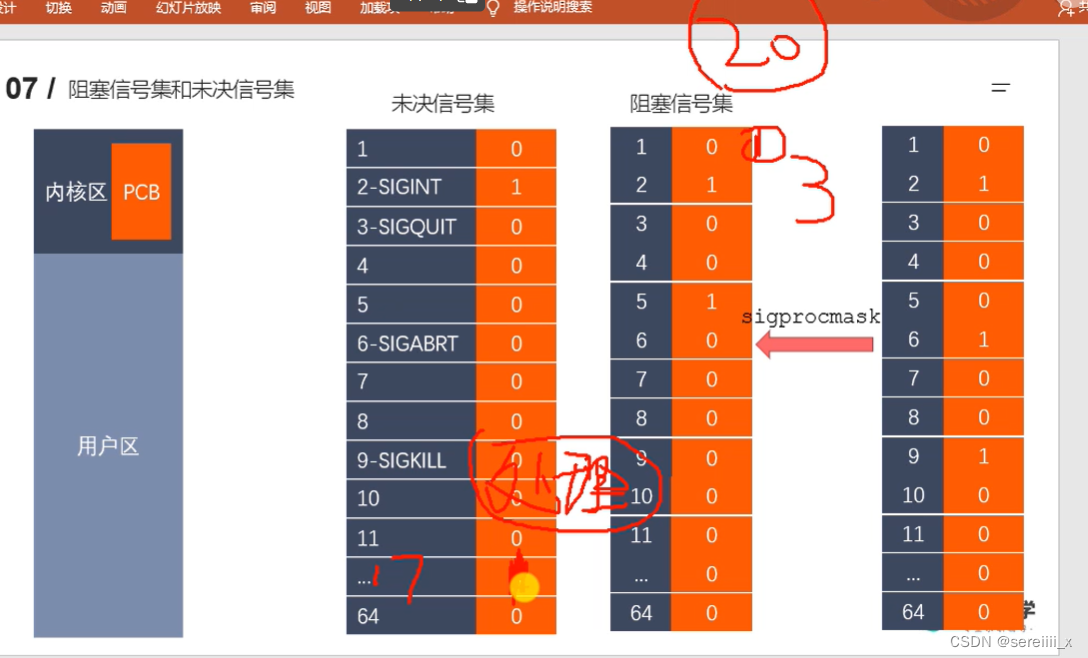 设计 切换 动画 幻灯片放映 审阅 视图 加载项 操作说明搜索
20
07 / 阻塞信号集和未决信号集
未决信号集
阻塞信号集
内核区 PCB
用户区
1 0
2-SIGINT 1
3-SIGQUIT 0
4 0
5 0
6-SIGABRT 0
7 0
8 0
9-SIGKILL 0
10 0
11 0
...
64 0
处理
17
1 0
2 1
3 0
4 0
5 1
6 0
7 0
8 0
9 0
10 0
11 0
... 0
64 0
1
3
sigprocmask
1 0
2 1
3 0
4 0
5 0
6 1
7 0
8 0
9 1
10 0
11 0
... 0
64 0
学
CSDN @sereiiii_x